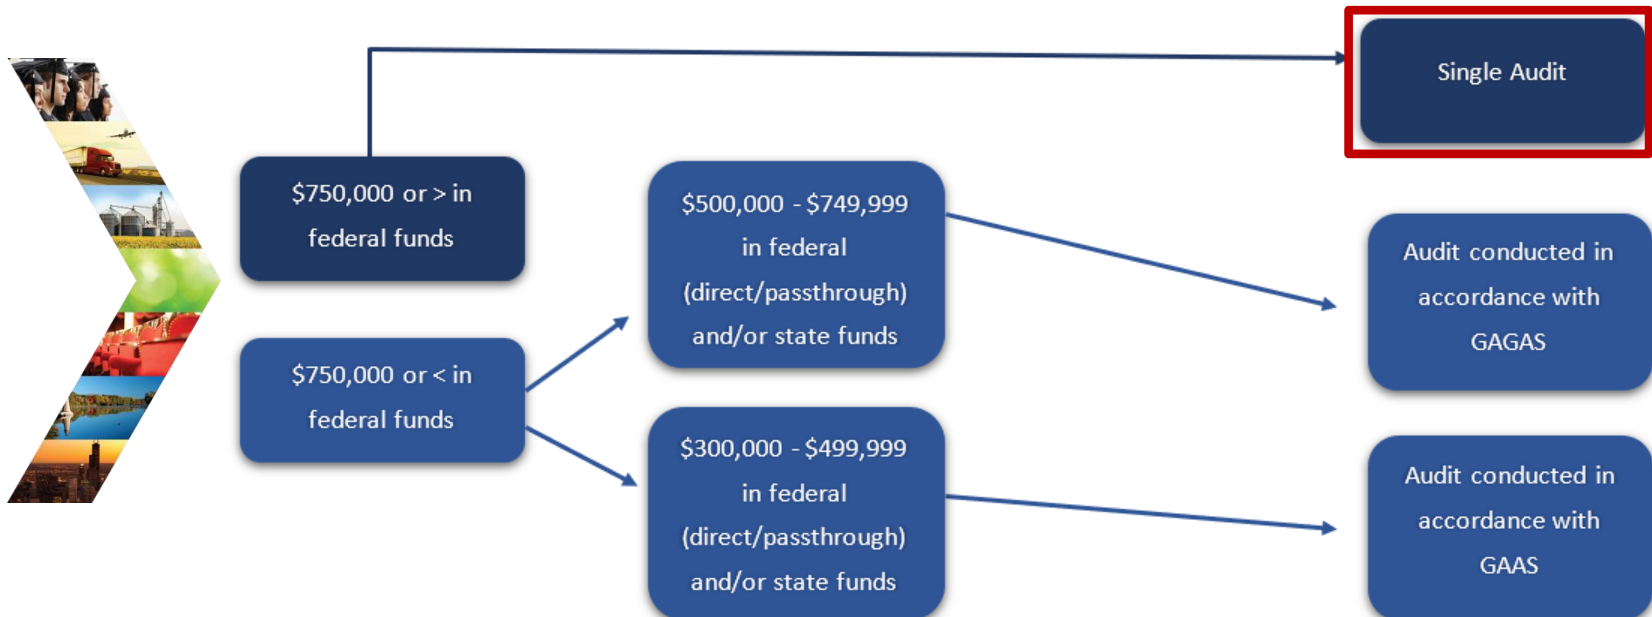 Single Audit
$750,000 or > in
federal funds
$500,000 - $749,999
in federal
(direct/passthrough)
and/or state funds
Audit conducted in
accordance with
GAGAS
$750,000 or < in
federal funds
$300,000 - $499,999
in federal
(direct/passthrough)
and/or state funds
Audit conducted in
accordance with
GAAS